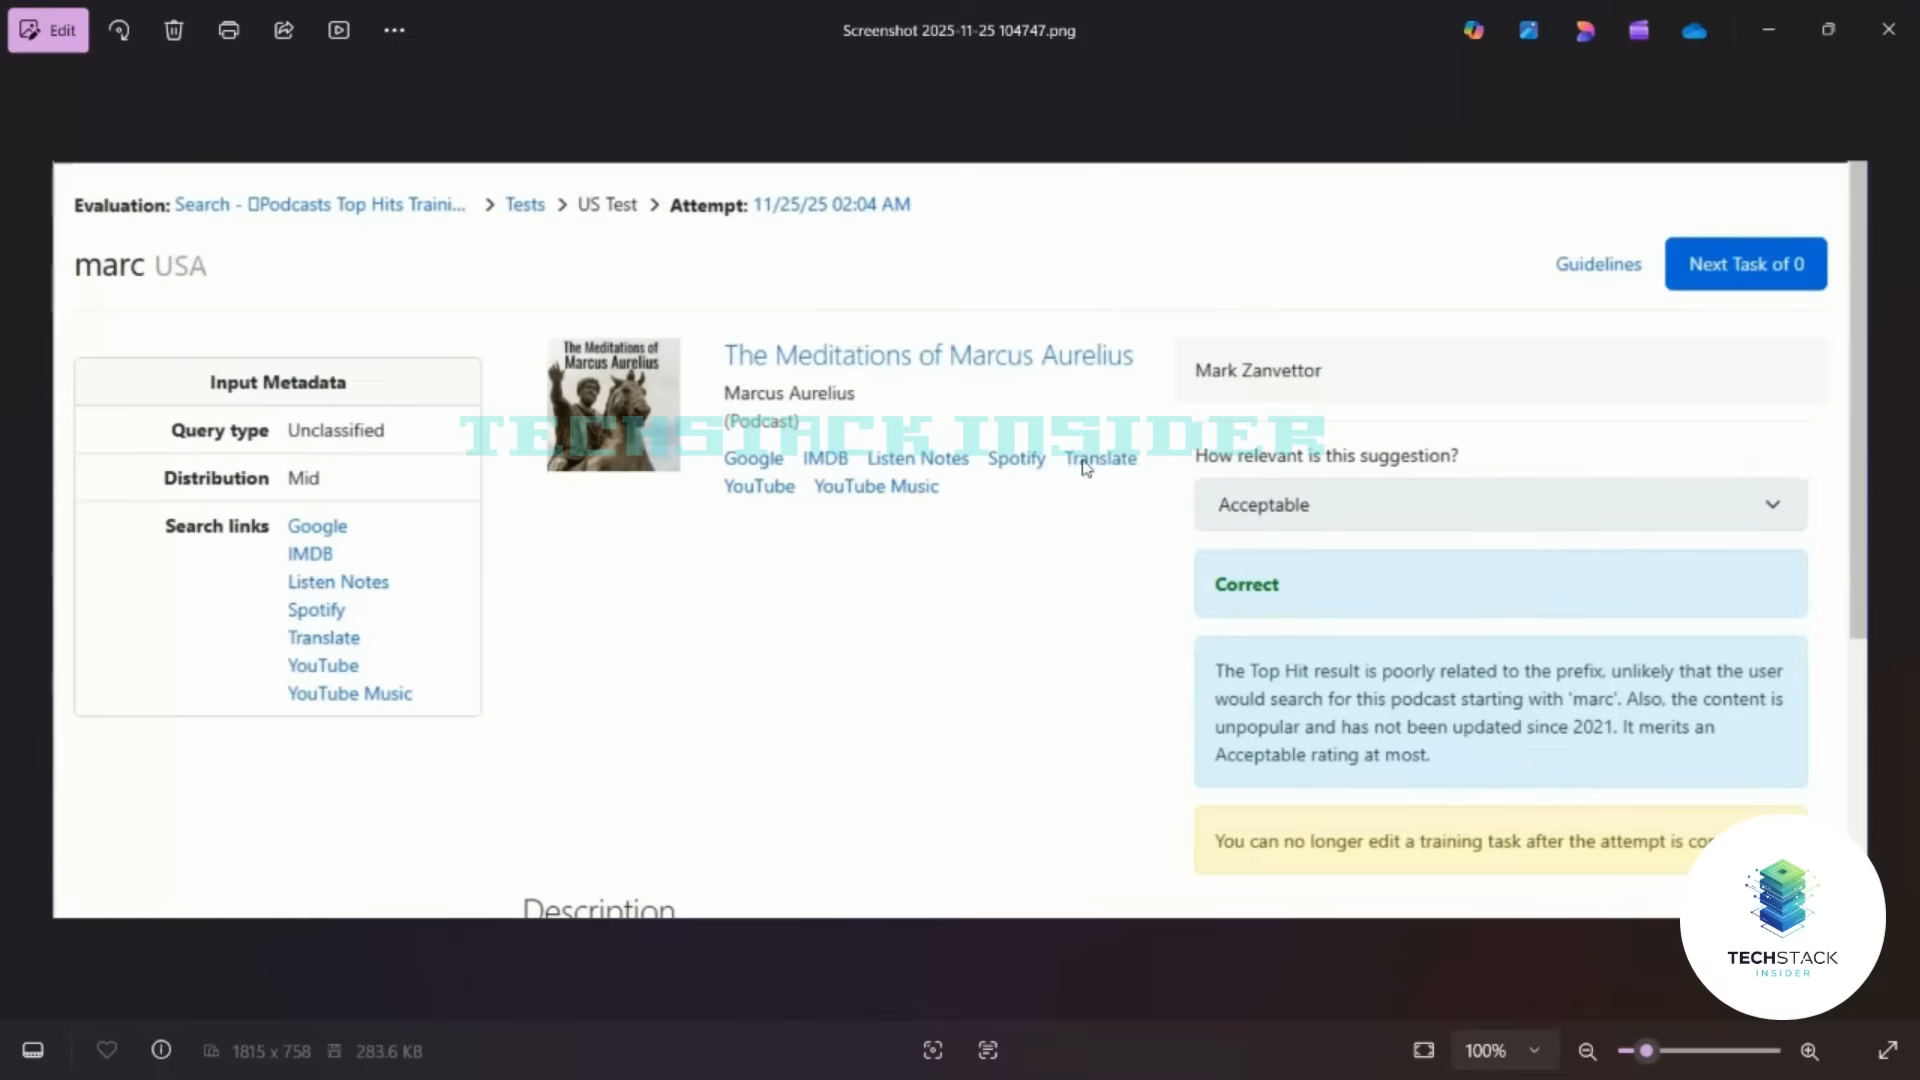 Edit
Screenshot 2025-11-25 104747.png
Evaluation: Search - ▯Podcasts Top Hits Traini... > Tests > US Test > Attempt: 11/25/25 02:04 AM
marc USA
Guidelines
Next Task of 0
Input Metadata
Query type Unclassified
Distribution Mid
Search links Google
IMDB
Listen Notes
Spotify
Translate
YouTube
YouTube Music
The Meditations of
Marcus Aurelius
The Meditations of Marcus Aurelius
Marcus Aurelius
(Podcast)
TECHSTACK INSIDER
Google IMDB Listen Notes Spotify Translate
YouTube YouTube Music
Mark Zanvettor
How relevant is this suggestion?
Acceptable
Correct
The Top Hit result is poorly related to the prefix, unlikely that the user
would search for this podcast starting with 'marc'. Also, the content is
unpopular and has not been updated since 2021. It merits an
Acceptable rating at most.
You can no longer edit a training task after the attempt is
Description
TECHSTACK
INSIDER
1815 x 758
283.6 KB
100%